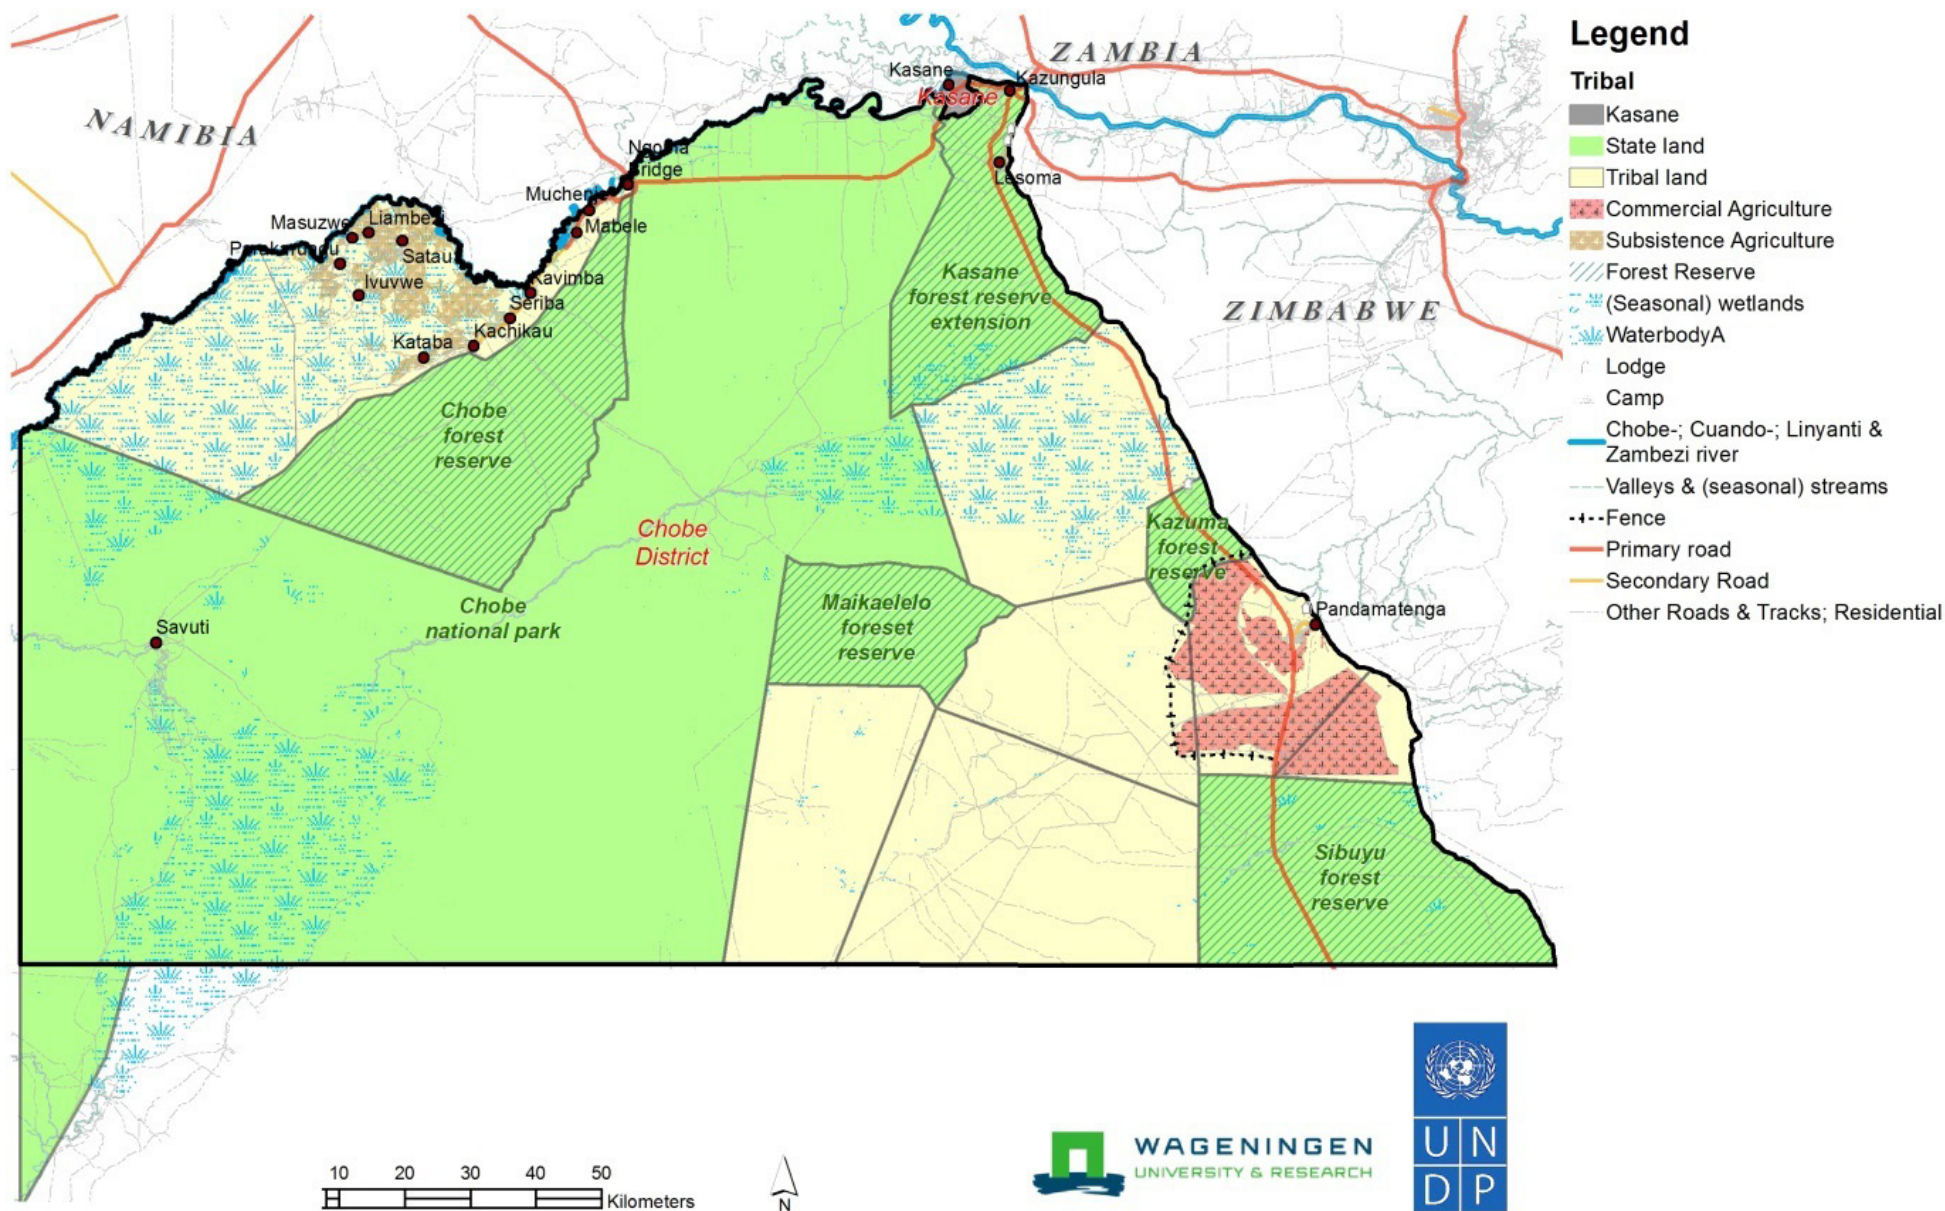 Legend
Tribal
Kasane
State land
Tribal land
Commercial Agriculture
Subsistence Agriculture
Forest Reserve
(Seasonal) wetlands
WaterbodyA
Lodge
Camp
Chobe-; Cuando-; Linyanti &
Zambezi river
Valleys & (seasonal) streams
Fence
Primary road
Secondary Road
Other Roads & Tracks; Residential
ZAMBIA
NAMIBIA
ZIMBABWE
Kasane
Kazungula
Kasane
Ngoma
Bridge
Lesoma
Mabele
Masuzwe
Satau
Ivuvwe
Kavimba
Seriba
Kachikau
Kataba
Kasane
forest reserve
extension
Chobe
forest
reserve
Chobe
District
Kazuma
forest
reserve
Chobe
national park
Maikaelelo
foreset
reserve
Pandamatenga
Savuti
Sibuyu
forest
reserve
10 20 30 40 50
Kilometers
N
WAGENINGEN
UNIVERSITY & RESEARCH
U N
D P